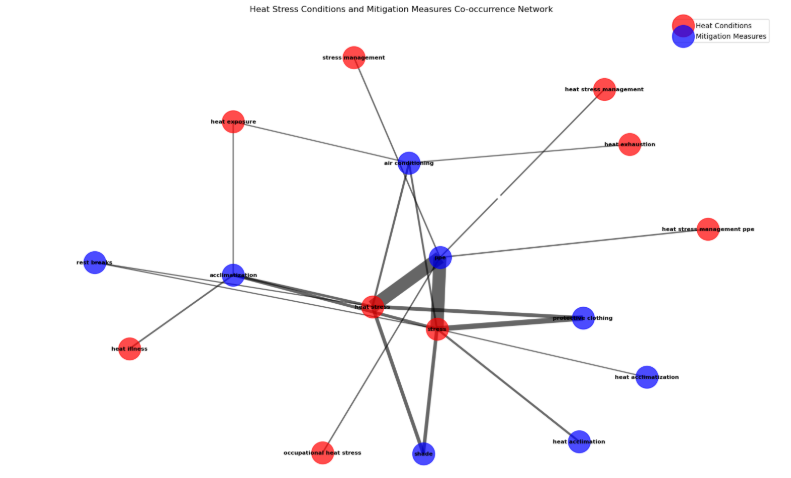 Heat Stress Conditions and Mitigation Measures Co-occurrence Network
Heat Conditions
Mitigation Measures
stress management
heat stress management
heat exposure
heat exhaustion
air conditioning
heat stress management ppe
ppe
rest breaks
acclimatization
heat stress
protective clothing
stress
heat illness
heat acclimatization
heat acclimation
occupational heat stress
shade